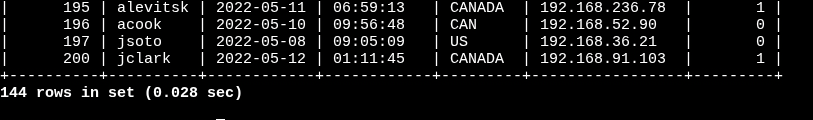 |      195 | alevitsk | 2022-05-11 | 06:59:13   | CANADA  | 192.168.236.78  |       1 |
|      196 | acook    | 2022-05-10 | 09:56:48   | CAN     | 192.168.52.90   |       0 |
|      197 | jsoto    | 2022-05-08 | 09:05:09   | US      | 192.168.36.21   |       0 |
|      200 | jclark   | 2022-05-12 | 01:11:45   | CANADA  | 192.168.91.103  |       1 |
+----------+----------+------------+------------+---------+-----------------+---------+
144 rows in set (0.028 sec)